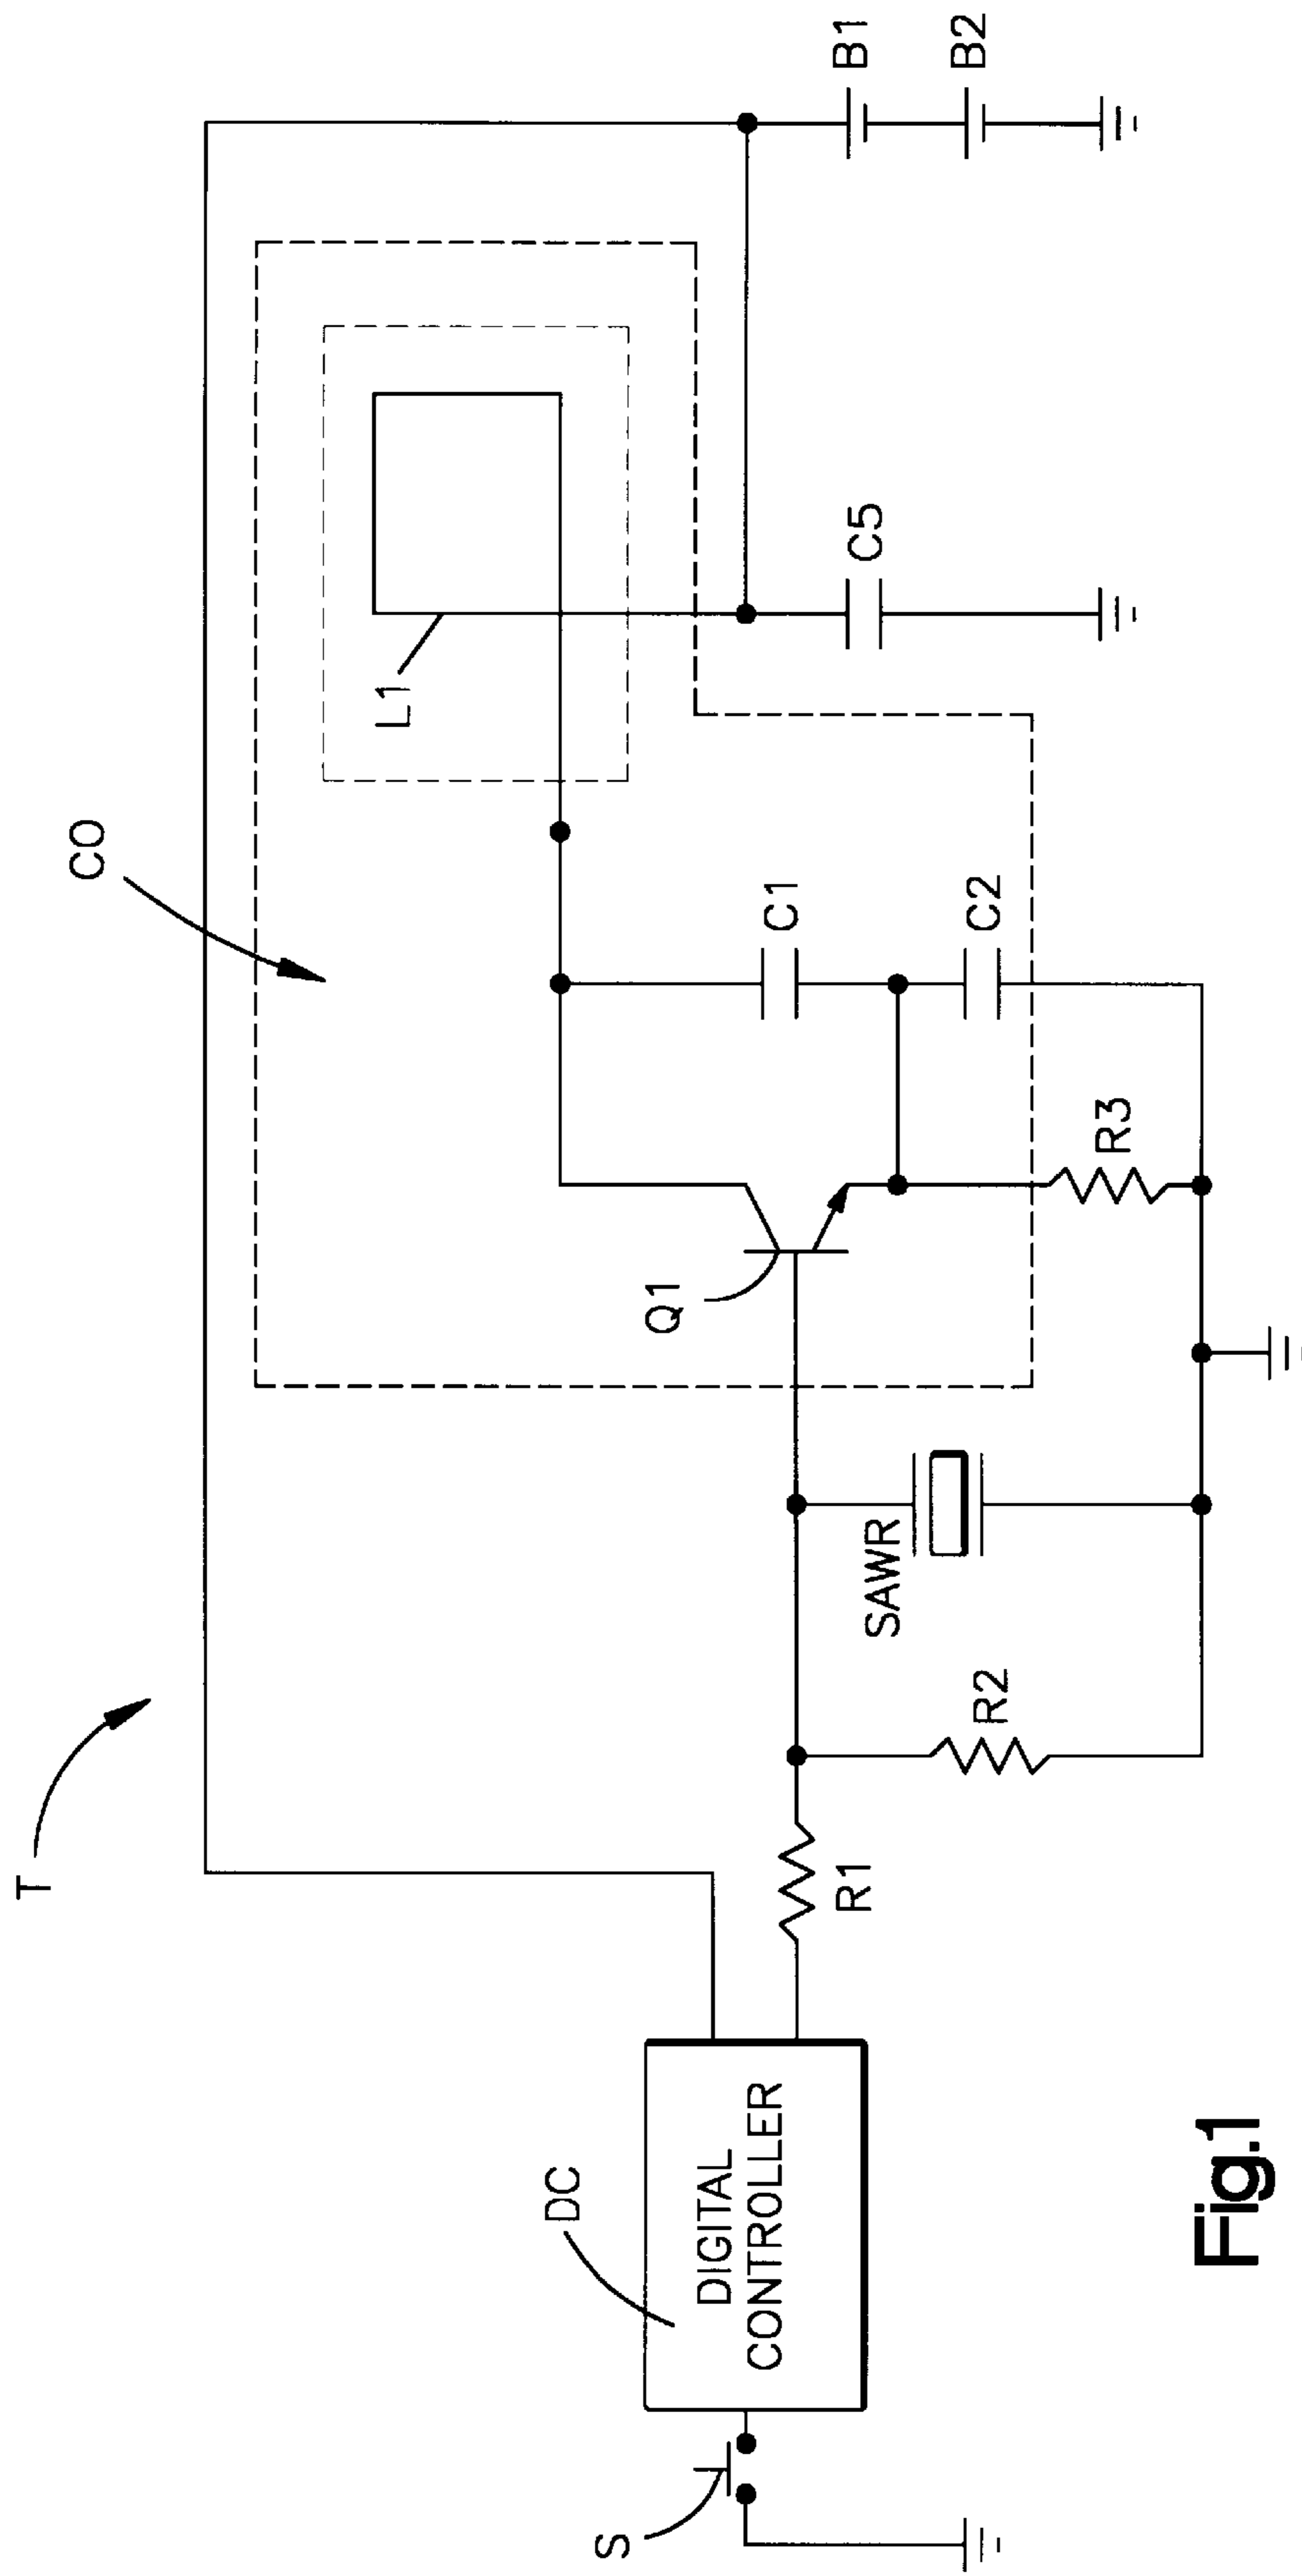 T
CO
B1
B2
L1
C5
C1
C2
Q1
R3
SAWR
R2
R1
DC
DIGITAL
CONTROLLER
S
Fig.1